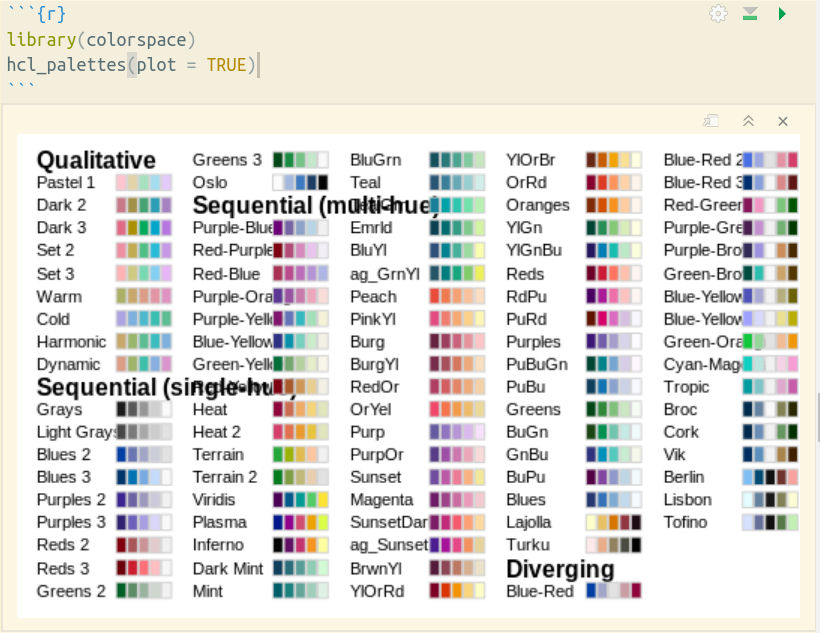 ```{r}
library(colorspace)
hcl_palettes(plot = TRUE)
```
Qualitative
Pastel 1
Dark 2
Dark 3
Set 2
Set 3
Warm
Cold
Harmonic
Dynamic
Sequential (single-hue)
Grays
Light Grays
Blues 2
Blues 3
Purples 2
Purples 3
Reds 2
Reds 3
Greens 2
Greens 3
Oslo
Sequential (multi-hue)
Purple-Blue
Red-Purple
Red-Blue
Purple-Ora
Purple-Yell
Blue-Yellow
Green-Yell
Red-Yellow
Heat
Heat 2
Terrain
Terrain 2
Viridis
Plasma
Inferno
Dark Mint
Mint
BluGrn
Teal
TealGrn
Emrld
BluYl
ag_GrnYl
Peach
PinkYl
Burg
BurgYl
RedOr
OrYel
Purp
PurpOr
Sunset
Magenta
SunsetDar
ag_Sunset
BrwnYl
YlOrRd
YlOrBr
OrRd
Oranges
YlGn
YlGnBu
Reds
RdPu
PuRd
Purples
PuBuGn
PuBu
Greens
BuGn
GnBu
BuPu
Blues
Lajolla
Turku
Diverging
Blue-Red
Blue-Red 2
Blue-Red 3
Red-Green
Purple-Gre
Purple-Bro
Green-Bro
Blue-Yellow
Blue-Yellow
Green-Ora
Cyan-Mag
Tropic
Broc
Cork
Vik
Berlin
Lisbon
Tofino